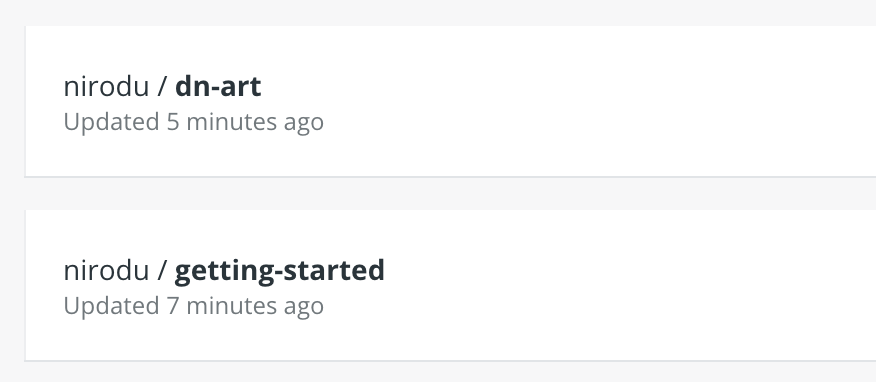 nirodu / dn-art
Updated 5 minutes ago
nirodu / getting-started
Updated 7 minutes ago